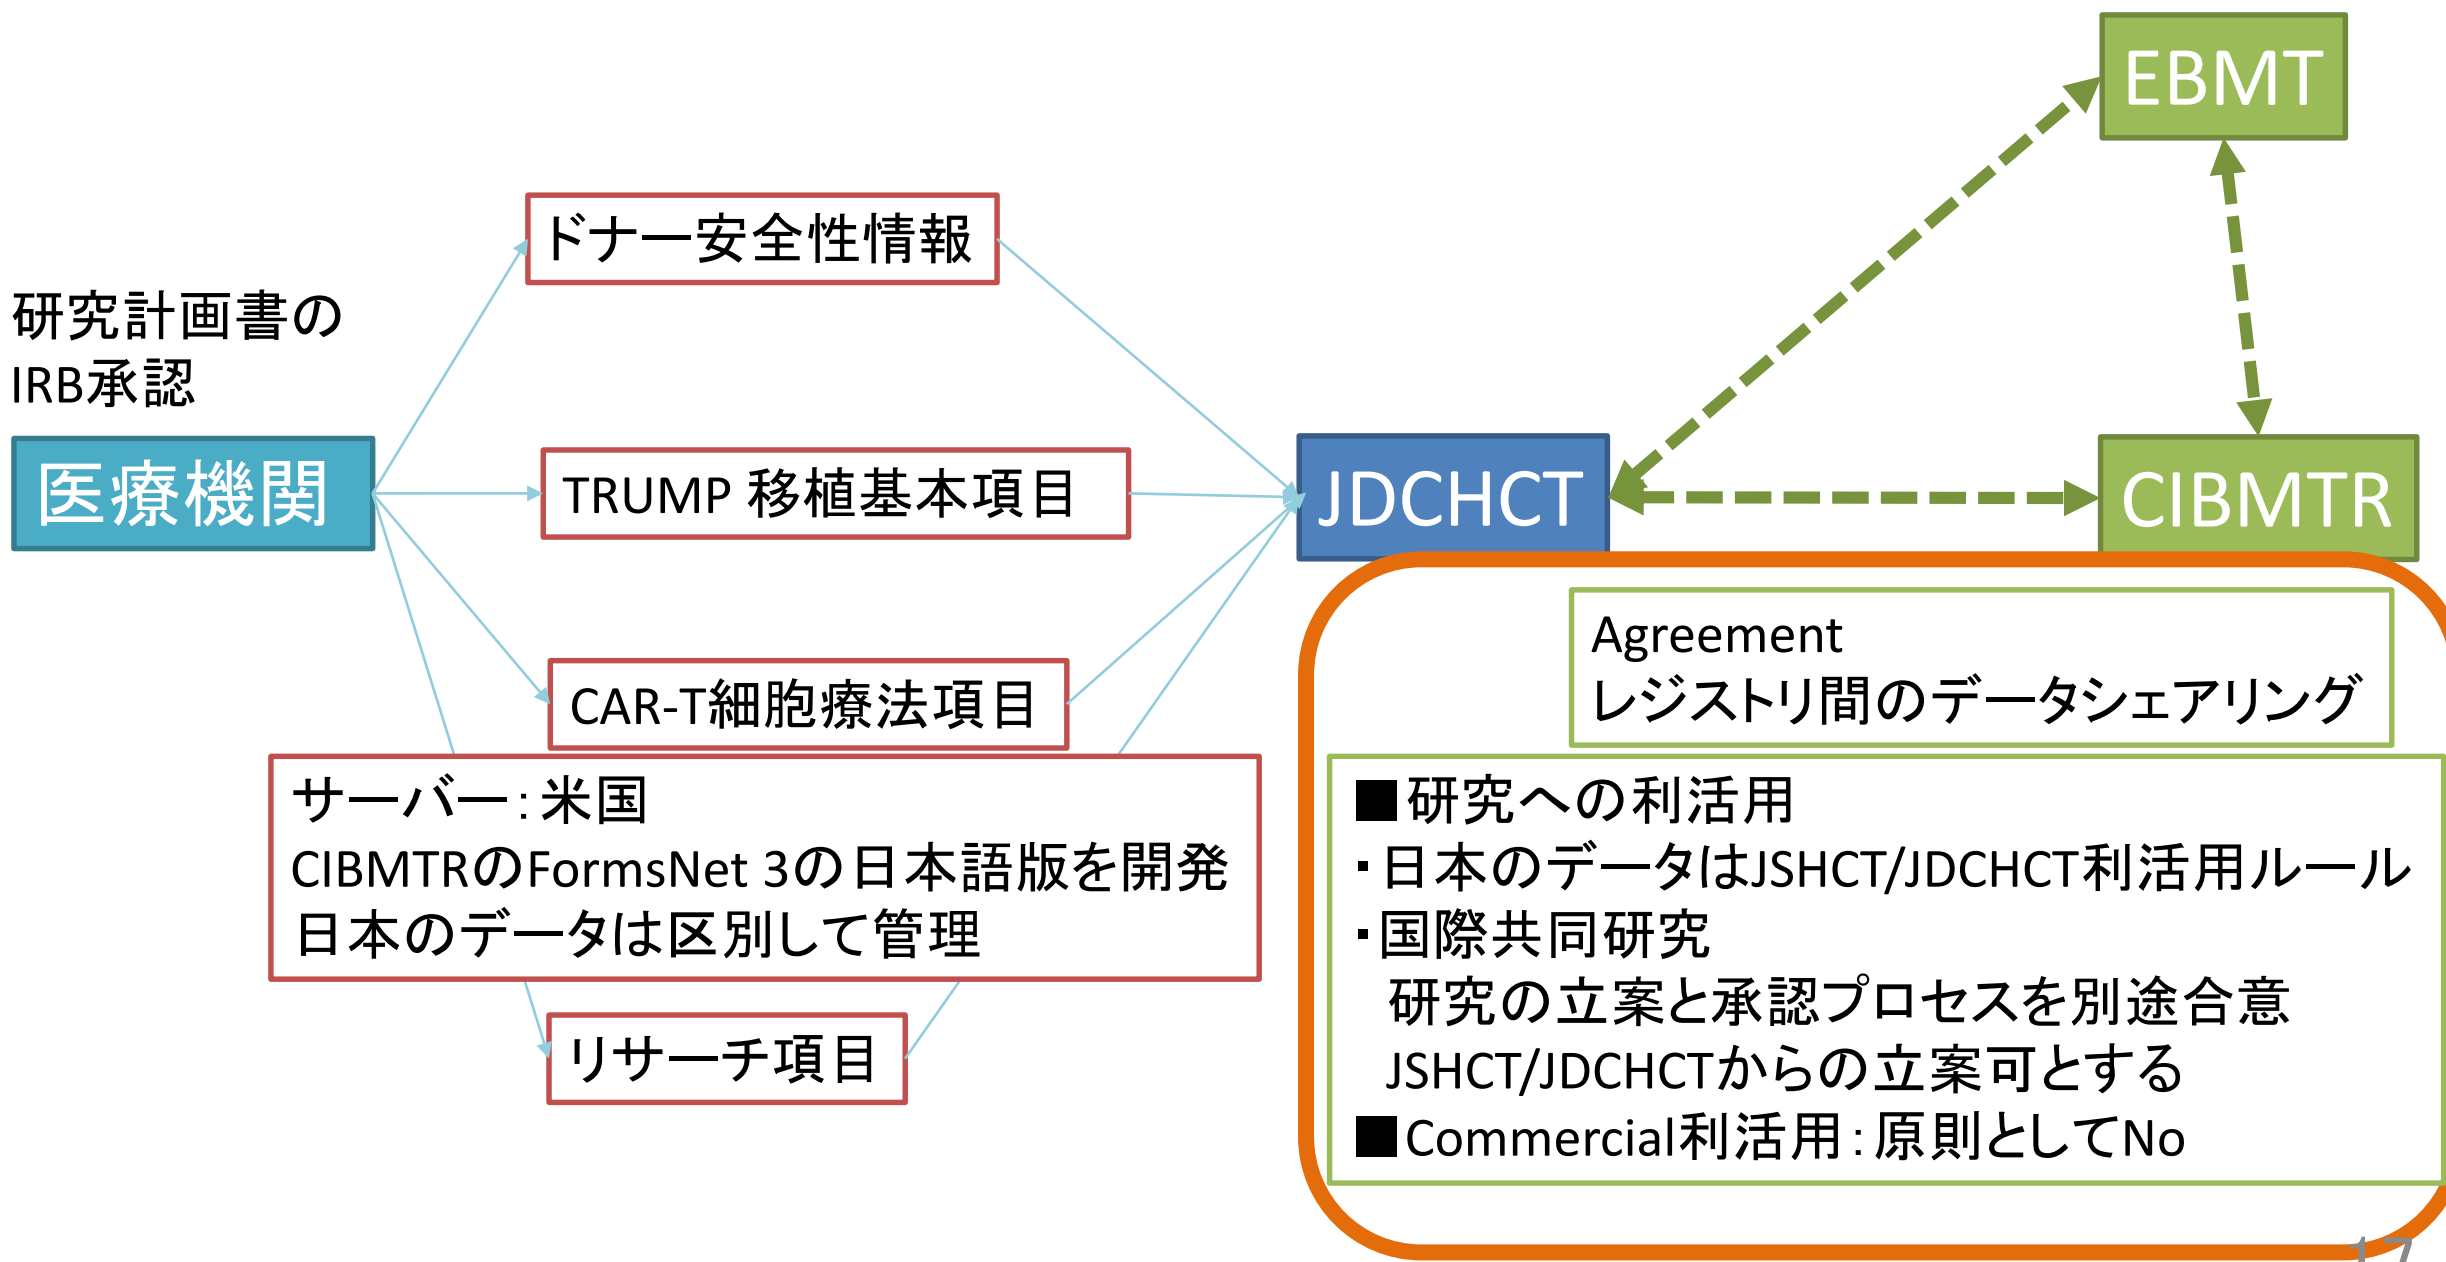 EBMT
ドナー安全性情報
研究計画書の
IRB承認
医療機関
TRUMP 移植基本項目
JDCHCT
CIBMTR
Agreement
レジストリ間のデータシェアリング
CAR-T細胞療法項目
サーバー：米国
CIBMTRのFormsNet 3の日本語版を開発
日本のデータは区別して管理
リサーチ項目
■研究への利活用
・日本のデータはJSHCT/JDCHCT利活用ルール
・国際共同研究
研究の立案と承認プロセスを別途合意
JSHCT/JDCHCTからの立案可とする
■Commercial利活用：原則としてNo
17